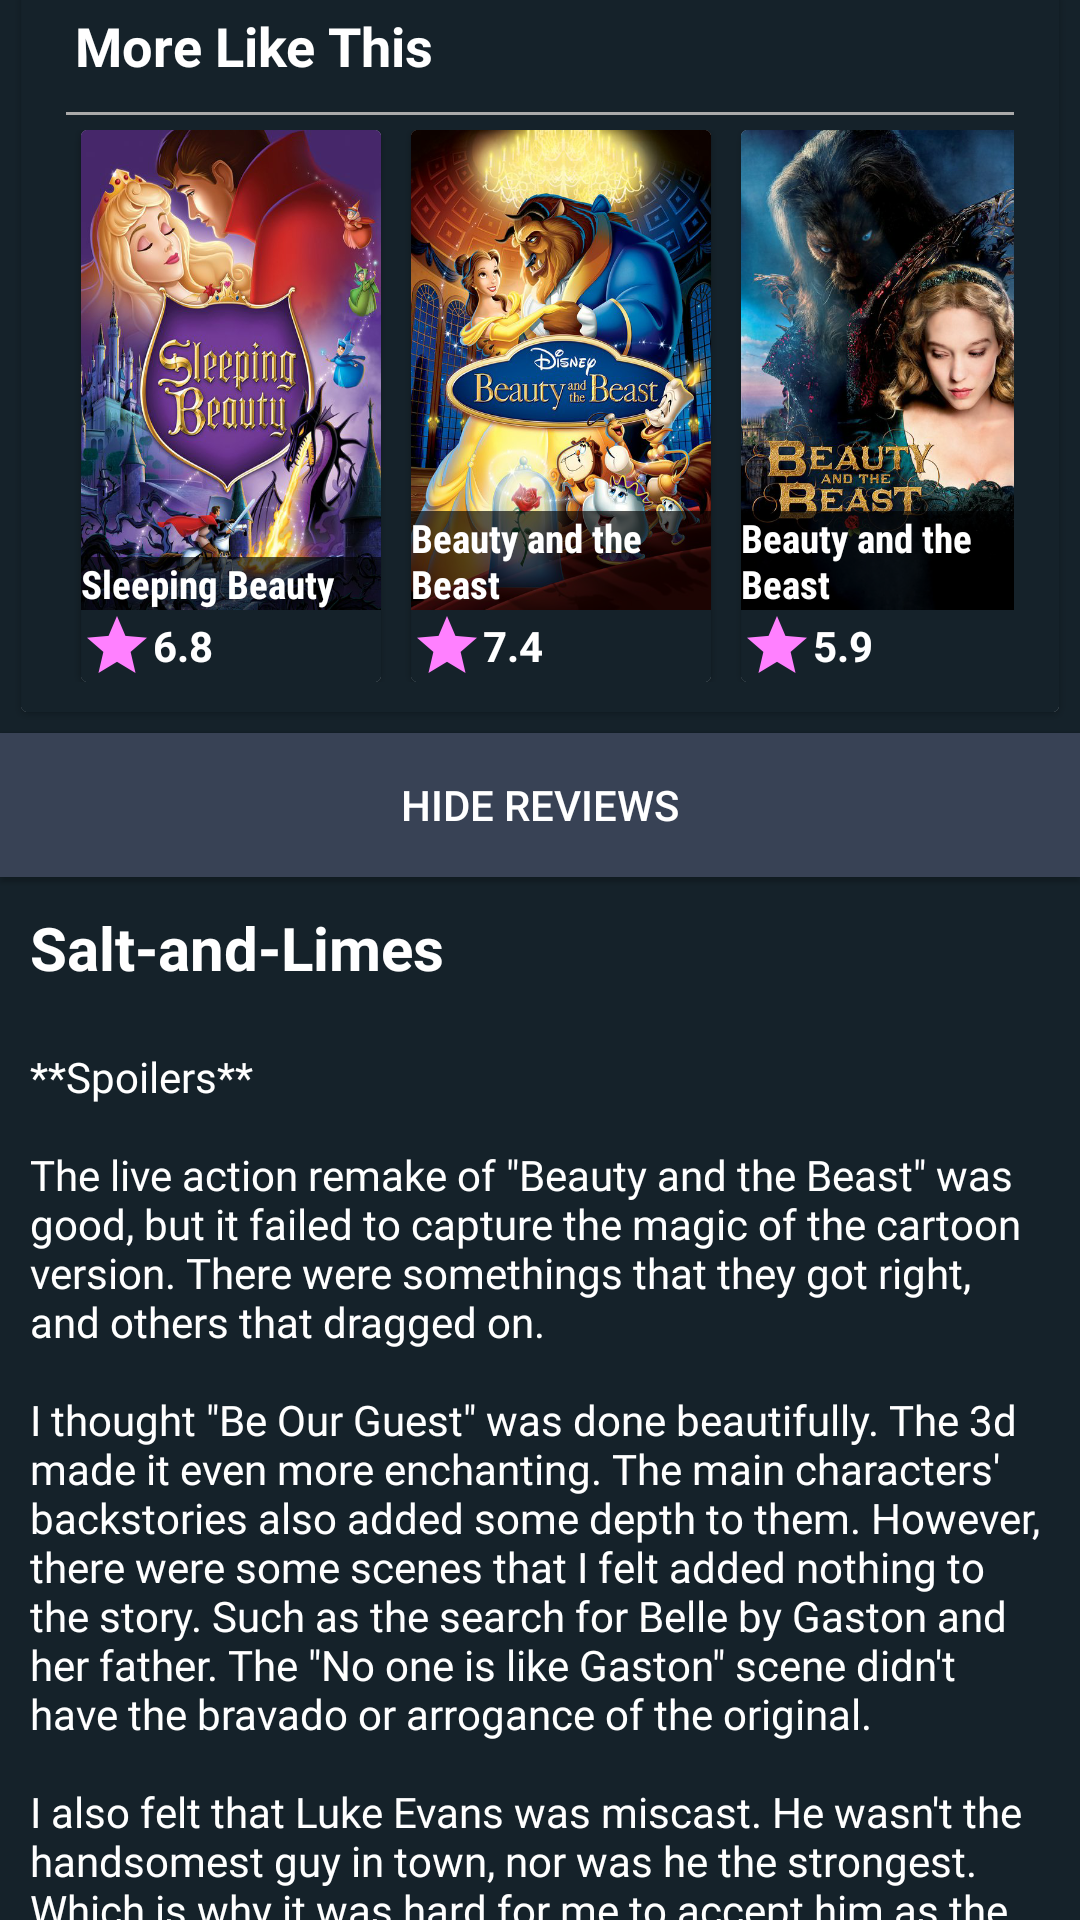 More Like This
Sleeping
Beauty
Sleeping Beauty
6.8
Disney
Beauty and the Beast
Beauty and the
Beast
7.4
BEAUTY
AND THE
BEAST
Beauty and the
Beast
5.9
HIDE REVIEWS
Salt-and-Limes
**Spoilers**
The live action remake of "Beauty and the Beast" was
good, but it failed to capture the magic of the cartoon
version. There were somethings that they got right,
and others that dragged on.
I thought "Be Our Guest" was done beautifully. The 3d
made it even more enchanting. The main characters'
backstories also added some depth to them. However,
there were some scenes that I felt added nothing to
the story. Such as the search for Belle by Gaston and
her father. The "No one is like Gaston" scene didn't
have the bravado or arrogance of the original.
I also felt that Luke Evans was miscast. He wasn't the
handsomest guy in town, nor was he the strongest.
Which is why it was hard for me to accept him as the